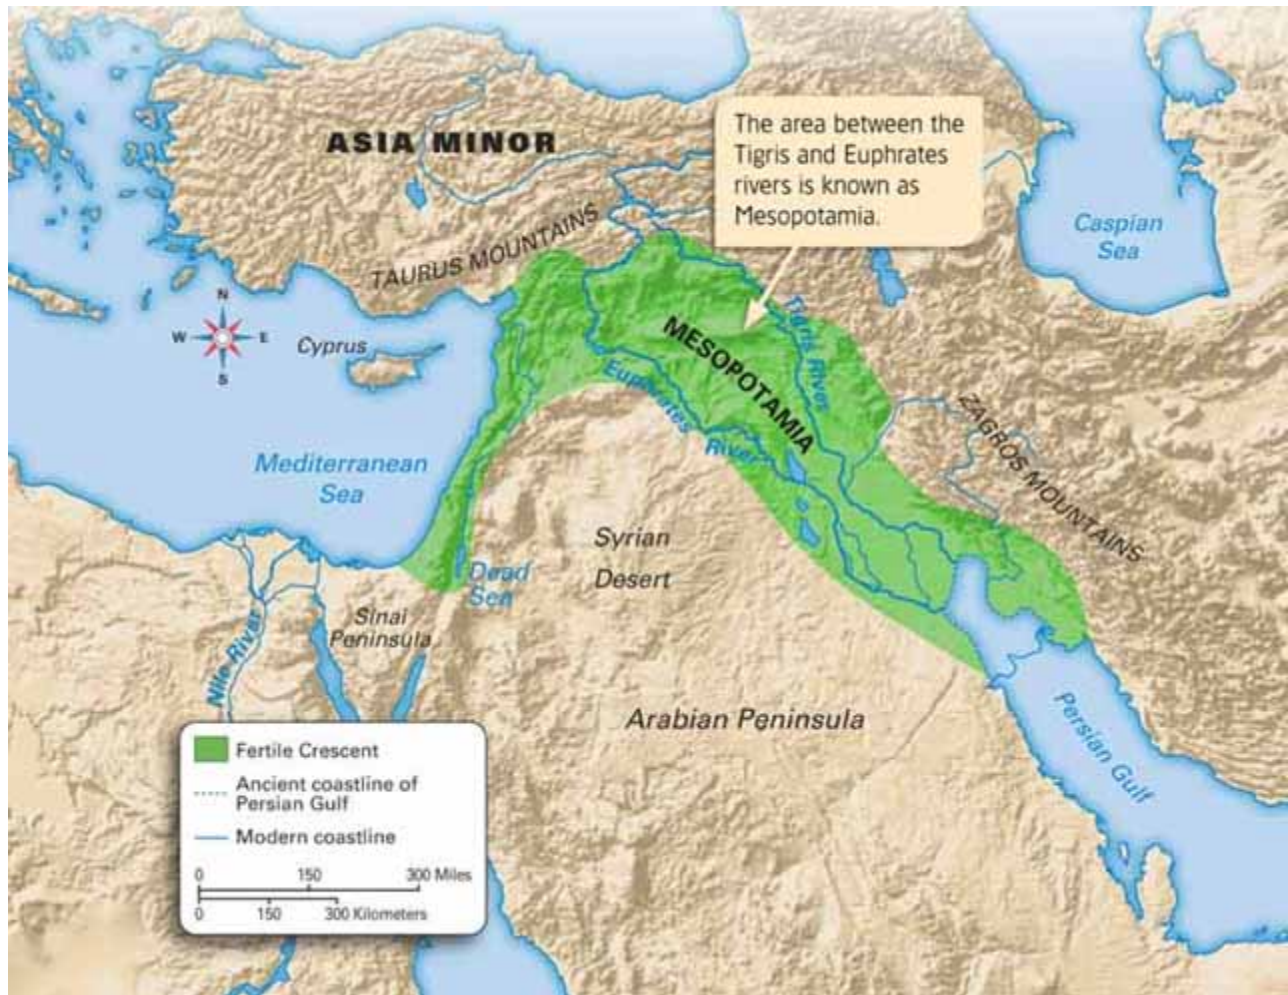 ASIA MINOR
The area between the
Tigris and Euphrates
rivers is known as
Mesopotamia.
Caspian
Sea
TAURUS MOUNTAINS
N
W
E
S
Cyprus
MESOPOTAMIA
Tigris River
Euphrates River
ZAGROS MOUNTAINS
Mediterranean
Sea
Syrian
Desert
Dead
Sea
Sinai
Peninsula
Nile River
Arabian Peninsula
Persian Gulf
Fertile Crescent
Ancient coastline of
Persian Gulf
Modern coastline
0 150 300 Miles
0 150 300 Kilometers